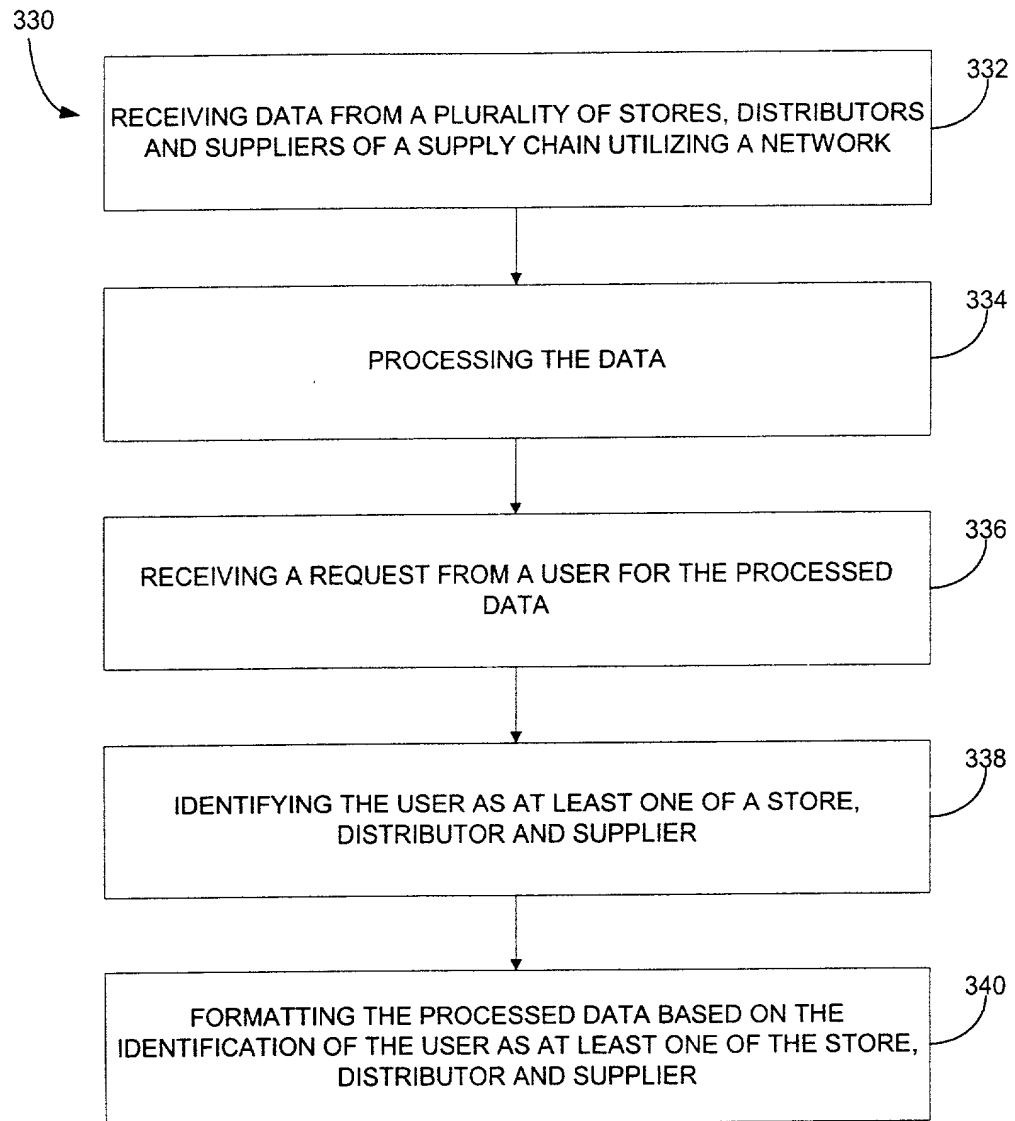 330
332
RECEIVING DATA FROM A PLURALITY OF STORES, DISTRIBUTORS
AND SUPPLIERS OF A SUPPLY CHAIN UTILIZING A NETWORK
334
PROCESSING THE DATA
336
RECEIVING A REQUEST FROM A USER FOR THE PROCESSED
DATA
338
IDENTIFYING THE USER AS AT LEAST ONE OF A STORE,
DISTRIBUTOR AND SUPPLIER
340
FORMATTING THE PROCESSED DATA BASED ON THE
IDENTIFICATION OF THE USER AS AT LEAST ONE OF THE STORE,
DISTRIBUTOR AND SUPPLIER